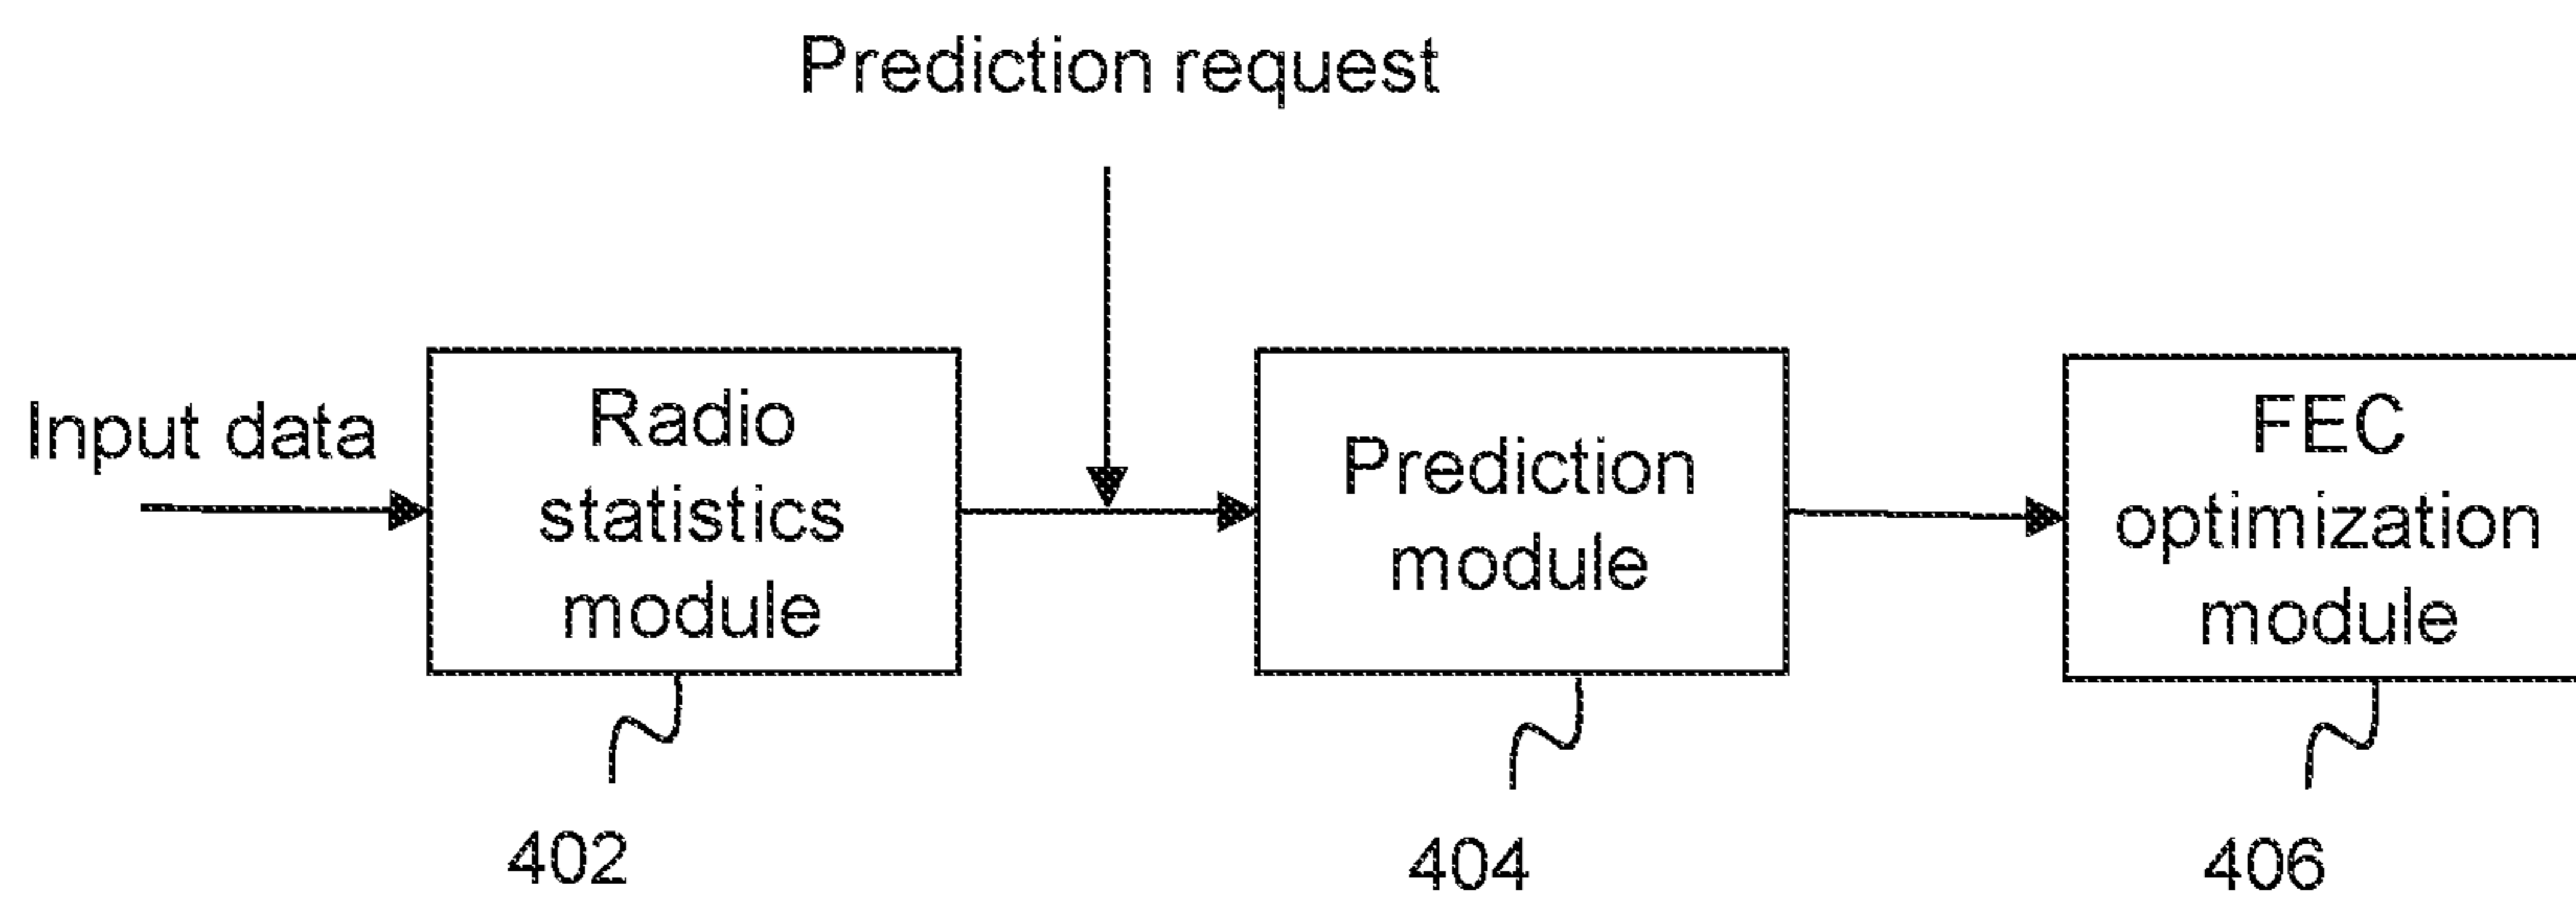 Prediction request
Input data
Radio
statistics
module
Prediction
module
FEC
optimization
module
402
404
406